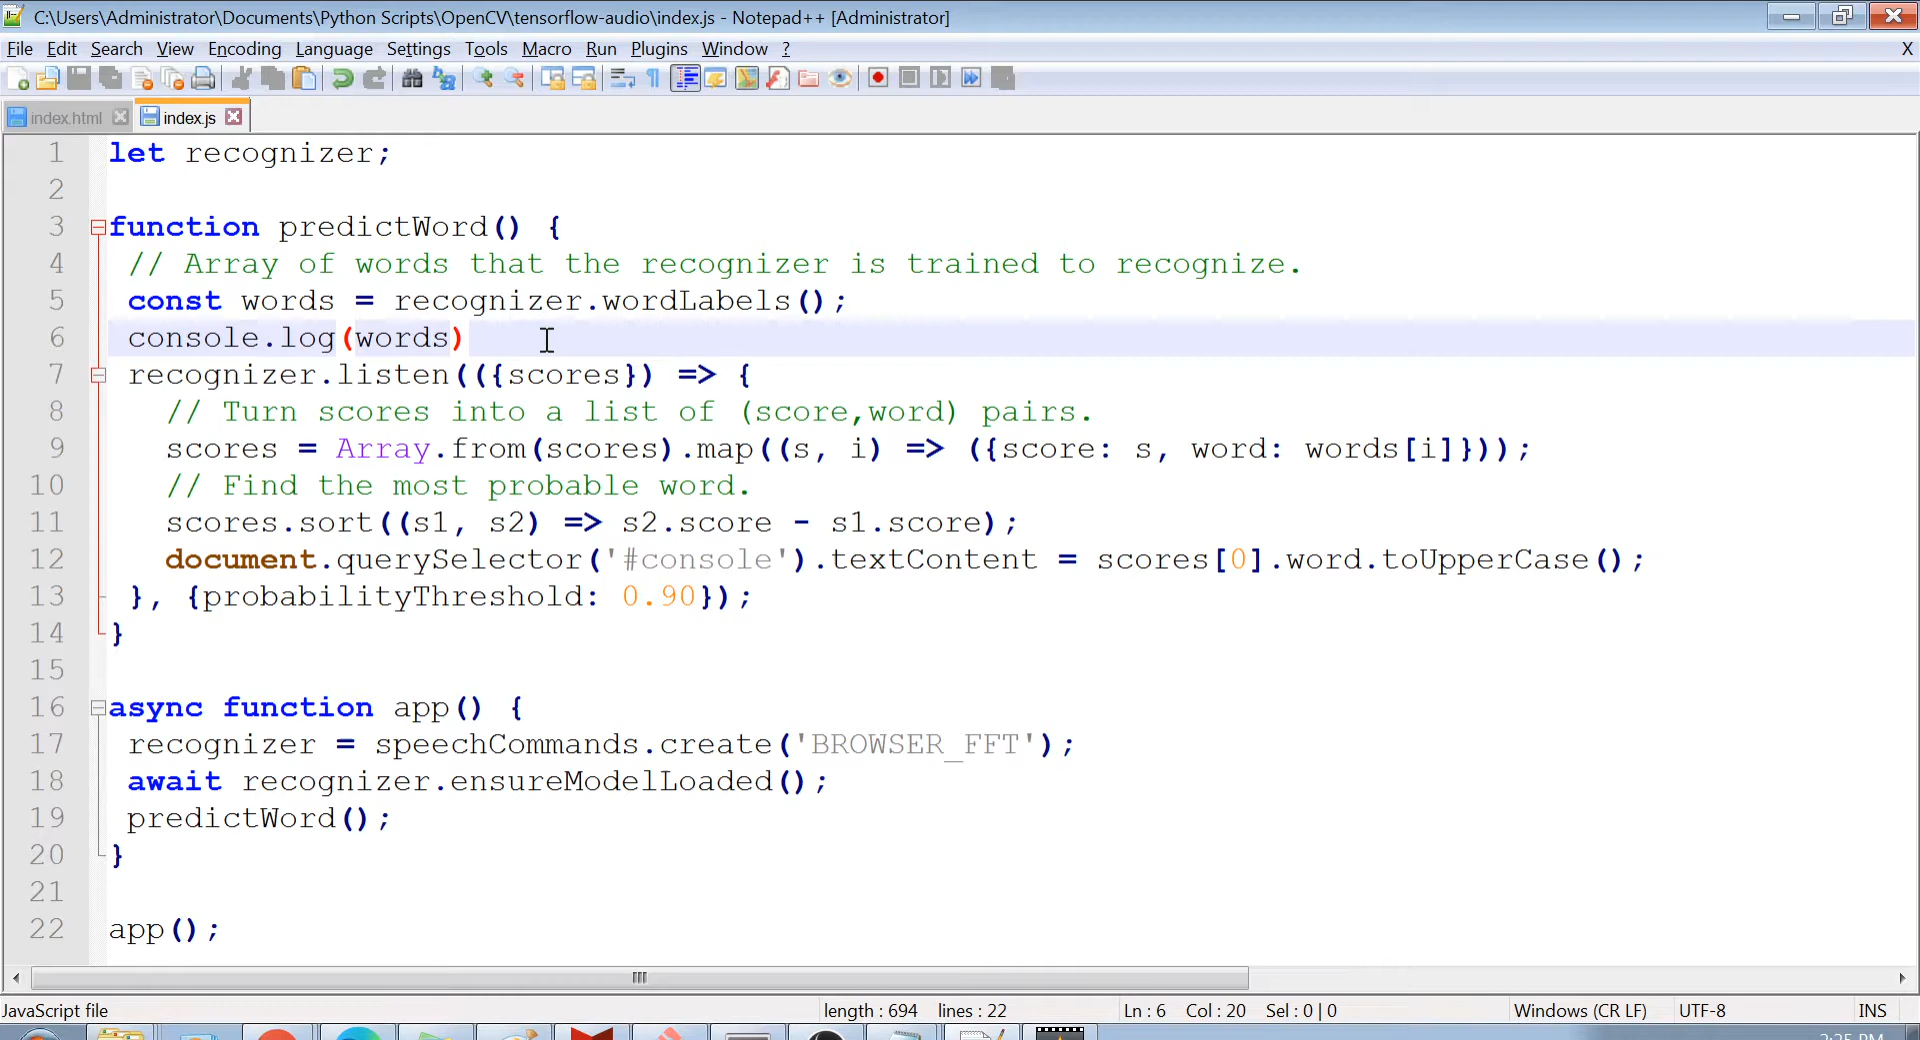 C:\Users\Administrator\Documents\Python Scripts\OpenCV\tensorflow-audio\index.js - Notepad++ [Administrator]
File Edit Search View Encoding Language Settings Tools Macro Run Plugins Window ? X
index.html index.js
1 let recognizer;
2
3 function predictWord() {
4 // Array of words that the recognizer is trained to recognize.
5 const words = recognizer.wordLabels();
6 console.log(words)
7 recognizer.listen(({scores}) => {
8 // Turn scores into a list of (score,word) pairs.
9 scores = Array.from(scores).map((s, i) => ({score: s, word: words[i]}));
10 // Find the most probable word.
11 scores.sort((s1, s2) => s2.score - s1.score);
12 document.querySelector('#console').textContent = scores[0].word.toUpperCase();
13 }, {probabilityThreshold: 0.90});
14 }
15
16 async function app() {
17 recognizer = speechCommands.create('BROWSER_FFT');
18 await recognizer.ensureModelLoaded();
19 predictWord();
20 }
21
22 app();
JavaScript file length : 694 lines : 22 Ln : 6 Col : 20 Sel : 0 | 0 Windows (CR LF) UTF-8 INS